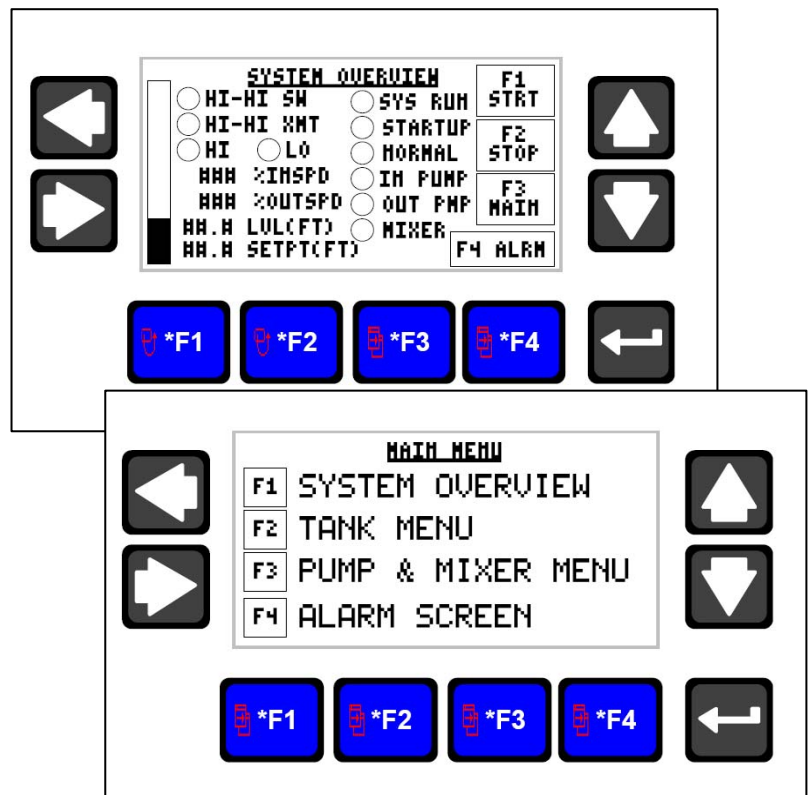 SYSTEM OVERVIEW
HI-HI SW
SYS RUN
F1 STRT
HI-HI XMT
STARTUP
HI LO
NORMAL
F2 STOP
### %INSPD
IN PUMP
### %OUTSPD
OUT PMP
F3 MAIN
##.# LVL(FT)
MIXER
##.# SETPT(FT)
F4 ALRM
*F1 *F2 *F3 *F4
MAIN MENU
F1 SYSTEM OVERVIEW
F2 TANK MENU
F3 PUMP & MIXER MENU
F4 ALARM SCREEN
*F1 *F2 *F3 *F4